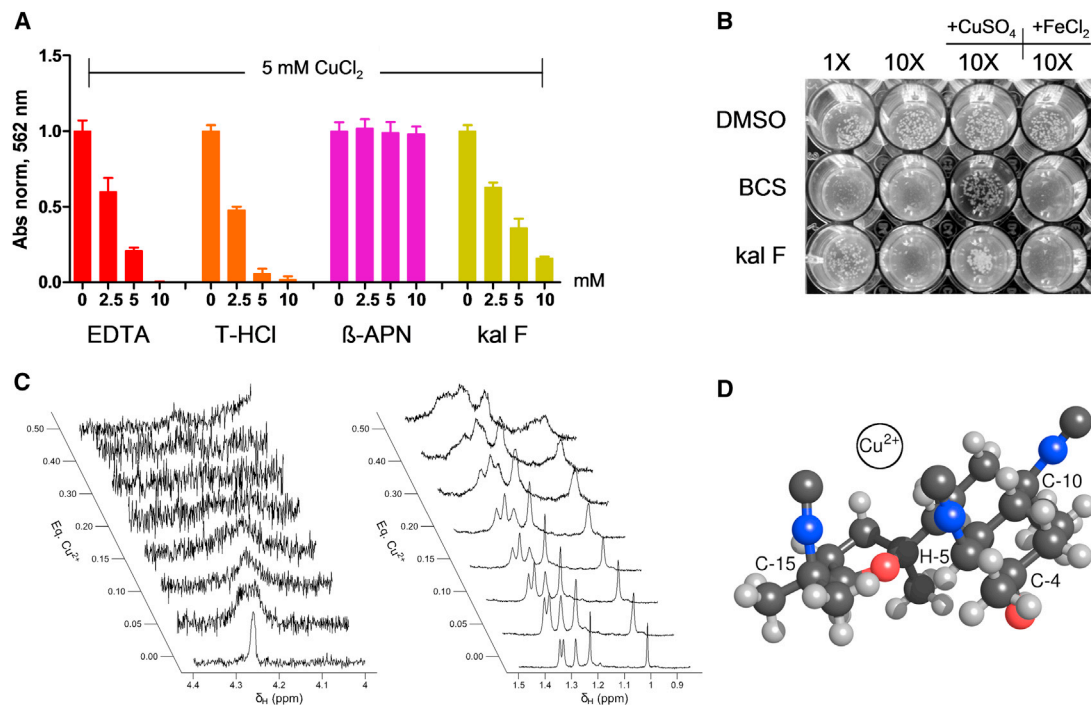 A
Abs norm, 562 nm
1.5
1.0
0.5
0.0
5 mM CuCl₂
0 2.5 5 10 0 2.5 5 10 0 2.5 5 10 0 2.5 5 10 mM
EDTA T-HCl ß-APN kal F
B
+CuSO₄ +FeCl₂
1X 10X 10X 10X
DMSO
BCS
kal F
C
0.50
0.40
0.30
0.20
0.15
0.10
0.05
0.00
Eq. Cu²⁺
4.4 4.3 4.2 4.1 4
δH (ppm)
0.50
0.40
0.30
0.20
0.15
0.10
0.05
0.00
Eq. Cu²⁺
1.5 1.4 1.3 1.2 1.1 1 0.9
δH (ppm)
D
Cu²⁺
C-10
C-15
H-5
C-4